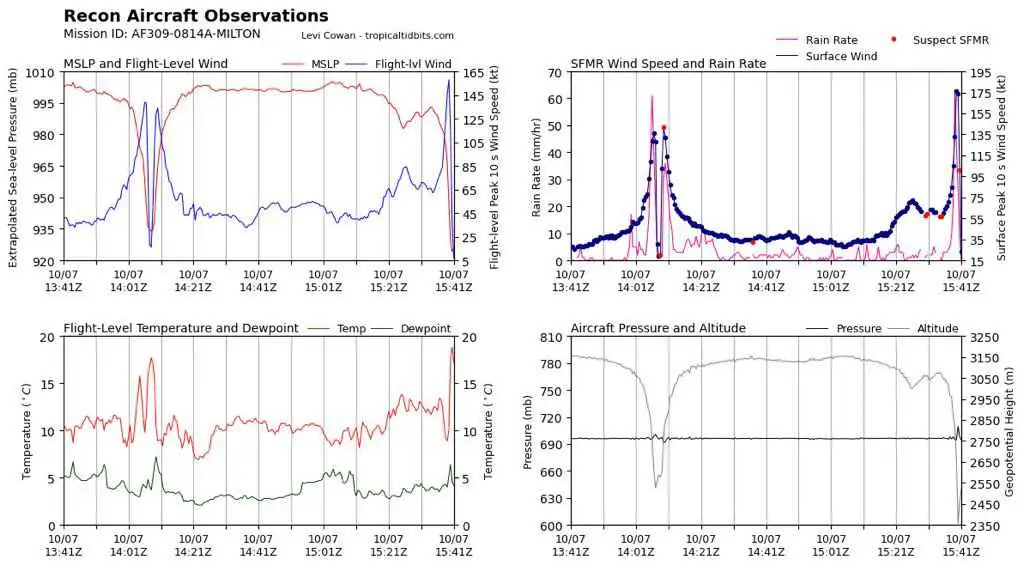 Recon Aircraft Observations
Mission ID: AF309-0814A-MILTON
Levi Cowan - tropicaltidbits.com
MSLP and Flight-Level Wind
MSLP
Flight-lvl Wind
Extrapolated Sea-level Pressure (mb)
1010
995
980
965
950
935
920
165
145
125
105
85
65
45
25
5
Flight-level Peak 10 s Wind Speed (kt)
10/07 10/07 10/07 10/07 10/07 10/07 10/07
13:41Z 14:01Z 14:21Z 14:41Z 15:01Z 15:21Z 15:41Z
Rain Rate
Suspect SFMR
Surface Wind
SFMR Wind Speed and Rain Rate
Rain Rate (mm/hr)
70
60
50
40
30
20
10
0
195
175
155
135
115
95
75
55
35
15
Surface Peak 10 s Wind Speed (kt)
10/07 10/07 10/07 10/07 10/07 10/07 10/07
13:41Z 14:01Z 14:21Z 14:41Z 15:01Z 15:21Z 15:41Z
Flight-Level Temperature and Dewpoint
Temp
Dewpoint
Temperature (°C)
20
15
10
5
0
20
15
10
5
0
Temperature (°C)
10/07 10/07 10/07 10/07 10/07 10/07 10/07
13:41Z 14:01Z 14:21Z 14:41Z 15:01Z 15:21Z 15:41Z
Aircraft Pressure and Altitude
Pressure
Altitude
Pressure (mb)
810
780
750
720
690
660
630
600
3250
3150
3050
2950
2850
2750
2650
2550
2450
2350
Geopotential Height (m)
10/07 10/07 10/07 10/07 10/07 10/07 10/07
13:41Z 14:01Z 14:21Z 14:41Z 15:01Z 15:21Z 15:41Z